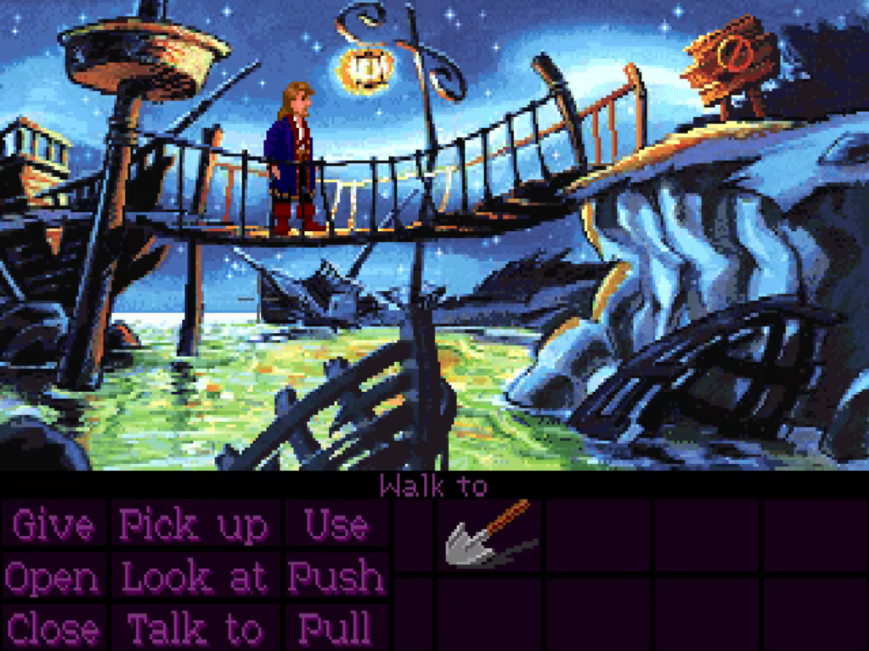 Walk to
Give Pick up Use
Open Look at Push
Close Talk to Pull